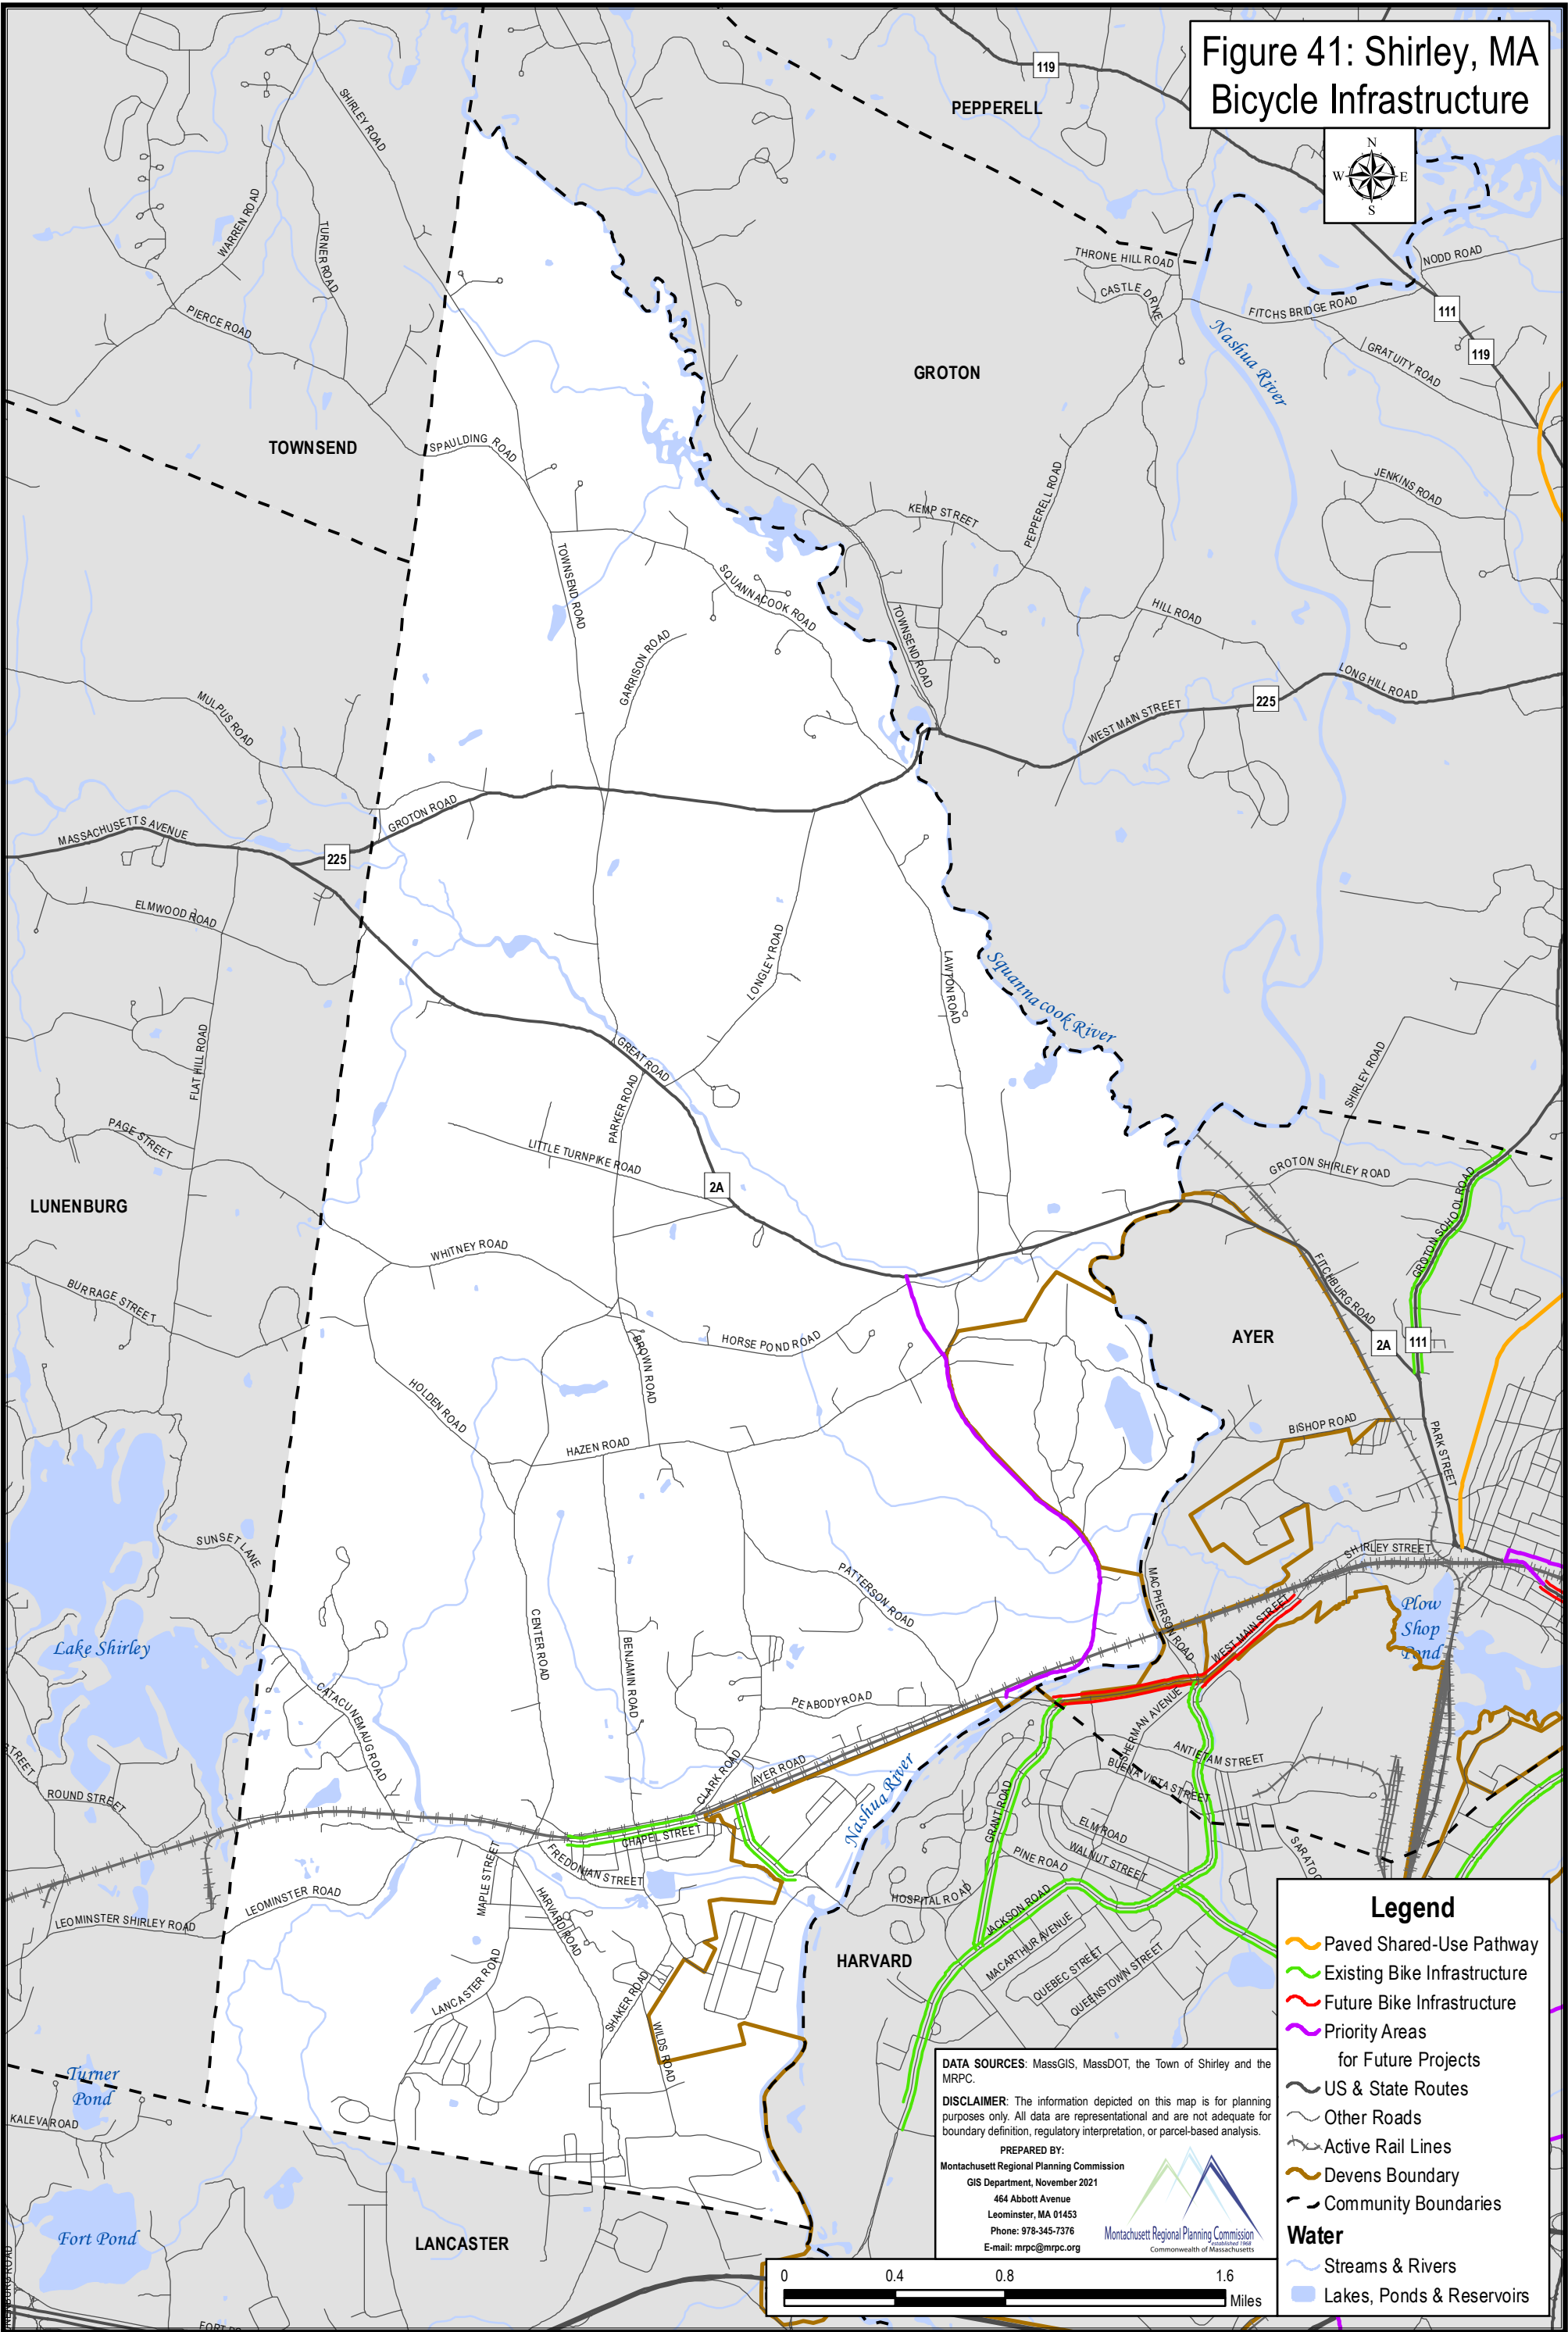 Figure 41: Shirley, MA
Bicycle Infrastructure
N
W
E
S
119
PEPPERELL
SHIRLEY ROAD
WARREN ROAD
TURNER ROAD
PIERCE ROAD
THRONE HILL ROAD
CASTLE DRIVE
NODD ROAD
FITCHS BRIDGE ROAD
111
119
GRATUITY ROAD
Nashua River
GROTON
TOWNSEND
SPAULDING ROAD
JENKINS ROAD
KEMP STREET
PEPPERELL ROAD
TOWNSEND ROAD
SQUANNACOOK ROAD
TOWNSEND ROAD
HILL ROAD
GARRISON ROAD
LONG HILL ROAD
225
WEST MAIN STREET
MULPUS ROAD
GROTON ROAD
MASSACHUSETTS AVENUE
225
ELMWOOD ROAD
LONGLEY ROAD
LAWTON ROAD
Squannacook River
FLAT HILL ROAD
GREAT ROAD
PARKER ROAD
SHIRLEY ROAD
PAGE STREET
LITTLE TURNPIKE ROAD
2A
GROTON SHIRLEY ROAD
GROTON SCHOOL ROAD
LUNENBURG
WHITNEY ROAD
BURRAGE STREET
FITCHBURG ROAD
HORSE POND ROAD
BROWN ROAD
AYER
2A
111
HOLDEN ROAD
HAZEN ROAD
BISHOP ROAD
PARK STREET
SUNSET LANE
SHIRLEY STREET
PATTERSON ROAD
MACPHERSON ROAD
WEST MAIN STREET
Plow
Shop
Pond
Lake Shirley
CENTER ROAD
BENJAMIN ROAD
CATACUNEMAUG ROAD
PEABODY ROAD
SHERMAN AVENUE
ANTIETAM STREET
BUENA VISTA STREET
STREET
ROUND STREET
CLARK ROAD
AYER ROAD
Nashua River
GRANT ROAD
ELM ROAD
WALNUT STREET
PINE ROAD
CHAPEL STREET
FREDONIAN STREET
MAPLE STREET
HARVARD ROAD
HOSPITAL ROAD
JACKSON ROAD
MACARTHUR AVENUE
QUEBEC STREET
QUEENSTOWN STREET
LEOMINSTER ROAD
LEOMINSTER SHIRLEY ROAD
HARVARD
LANCASTER ROAD
SHAKER ROAD
WILDS ROAD
Turner
Pond
KALEVA ROAD
Fort Pond
LANCASTER
DATA SOURCES: MassGIS, MassDOT, the Town of Shirley and the
MRPC.
DISCLAIMER: The information depicted on this map is for planning
purposes only. All data are representational and are not adequate for
boundary definition, regulatory interpretation, or parcel-based analysis.
PREPARED BY:
Montachusett Regional Planning Commission
GIS Department, November 2021
464 Abbott Avenue
Leominster, MA 01453
Phone: 978-345-7376
E-mail: mrpc@mrpc.org
Montachusett Regional Planning Commission
established 1968
Commonwealth of Massachusetts
0 0.4 0.8 1.6
Miles
Legend
Paved Shared-Use Pathway
Existing Bike Infrastructure
Future Bike Infrastructure
Priority Areas
for Future Projects
US & State Routes
Other Roads
Active Rail Lines
Devens Boundary
Community Boundaries
Water
Streams & Rivers
Lakes, Ponds & Reservoirs